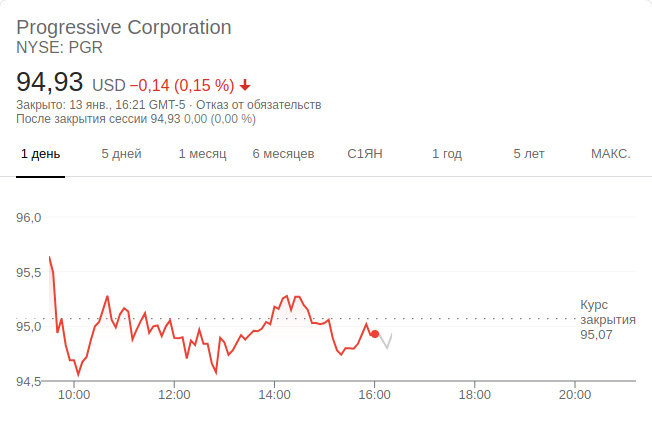 Progressive Corporation
NYSE: PGR
94,93 USD −0,14 (0,15 %)
Закрыто: 13 янв., 16:21 GMT-5 · Отказ от обязательств
После закрытия сессии 94,93 0,00 (0,00 %)
1 день 5 дней 1 месяц 6 месяцев С1ЯН 1 год 5 лет МАКС.
96,0
95,5
95,0
94,5
Курс
закрытия
95,07
10:00 12:00 14:00 16:00 18:00 20:00